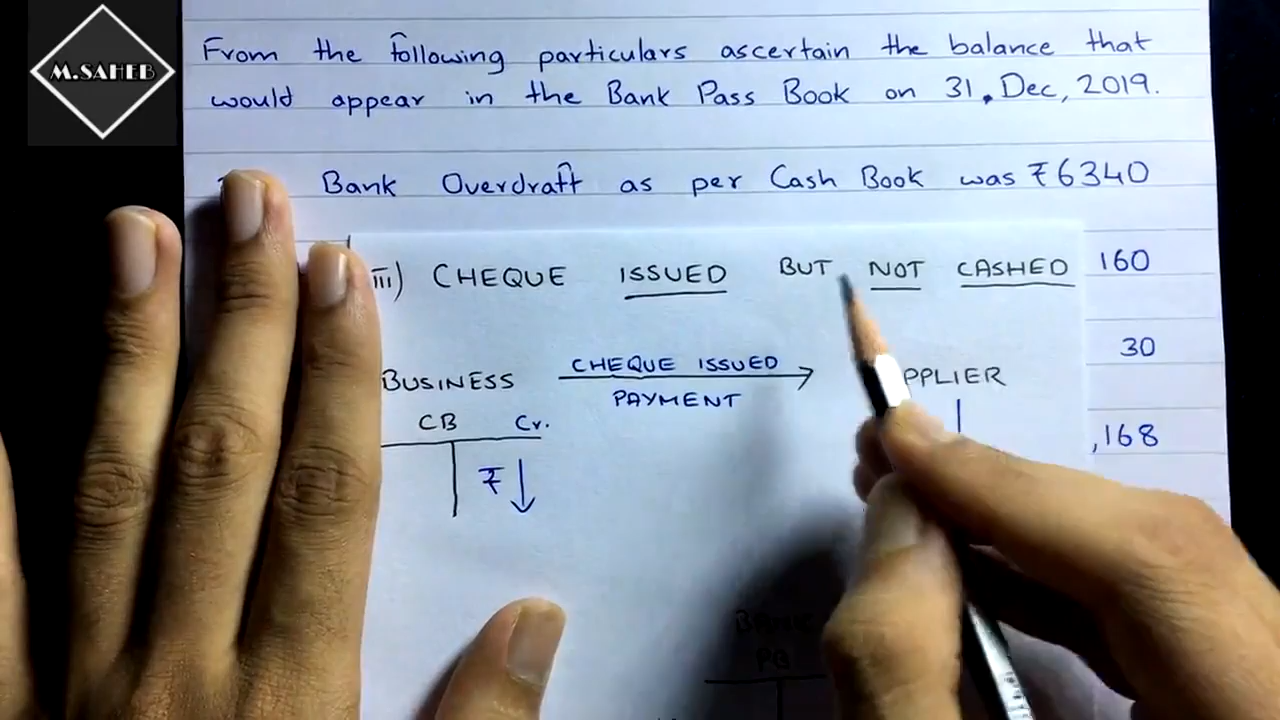 M.SAHEB
From the following particulars ascertain the balance that
would appear in the Bank Pass Book on 31 Dec, 2019.
Bank Overdraft as per Cash Book was ₹6340
iii) CHEQUE ISSUED BUT NOT CASHED
160
30
CHEQUE ISSUED
BUSINESS
PPLIER
PAYMENT
CB Cr.
,168
₹
BANK
PB